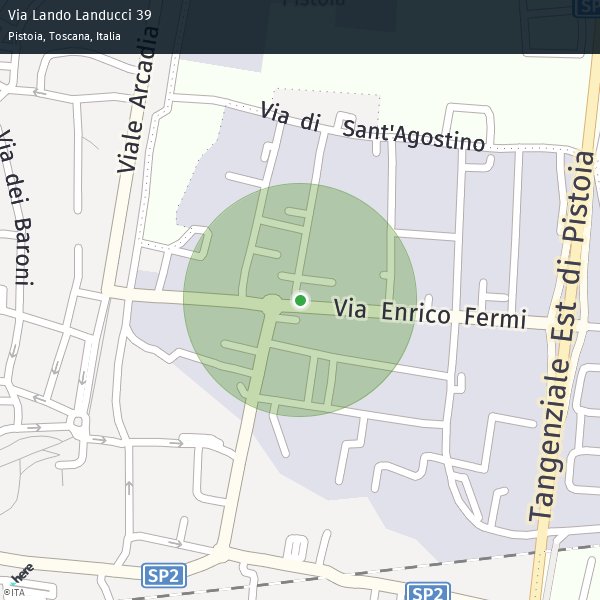 Via Lando Landucci 39
Pistoia, Toscana, Italia
Pistoia
Viale Arcadia
Via di Sant'Agostino
Via dei Baroni
Via Enrico Fermi
Tangenziale Est di Pistoia
SP2
SP2
here
©ITA